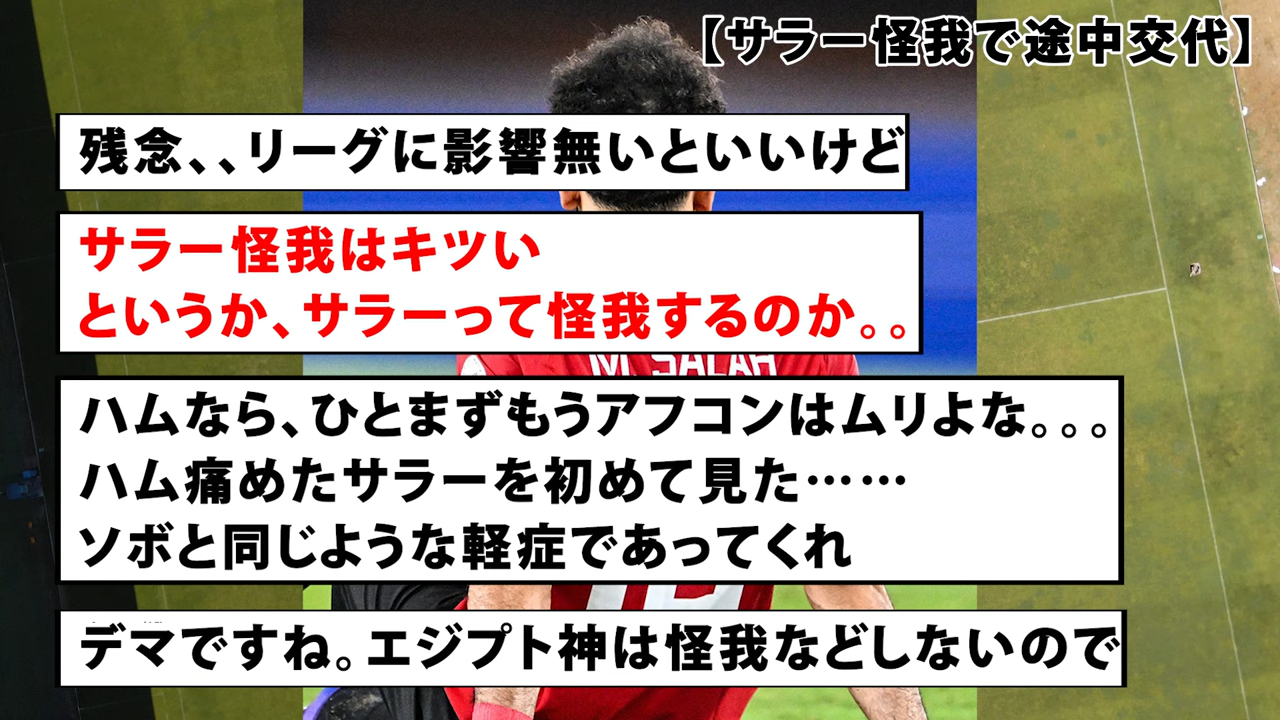 【サラー怪我で途中交代】
残念、、リーグに影響無いといいけど
サラー怪我はキツい
というか、サラーって怪我するのか。。
M. SALAH
ハムなら、ひとまずもうアフコンはムリよな。。。
ハム痛めたサラーを初めて見た……
ソボと同じような軽症であってくれ
デマですね。エジプト神は怪我などしないので